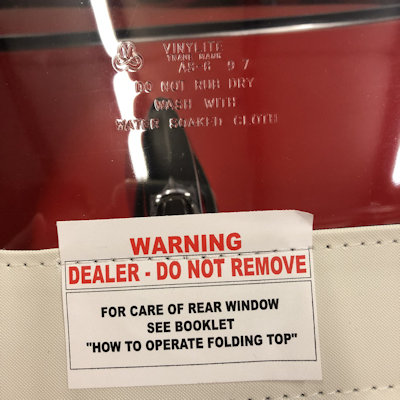 VINYLITE
TRADE MARK
AS-6 9 7
DO NOT RUB DRY
WASH WITH
WATER SOAKED CLOTH
WARNING
DEALER - DO NOT REMOVE
FOR CARE OF REAR WINDOW
SEE BOOKLET
"HOW TO OPERATE FOLDING TOP"